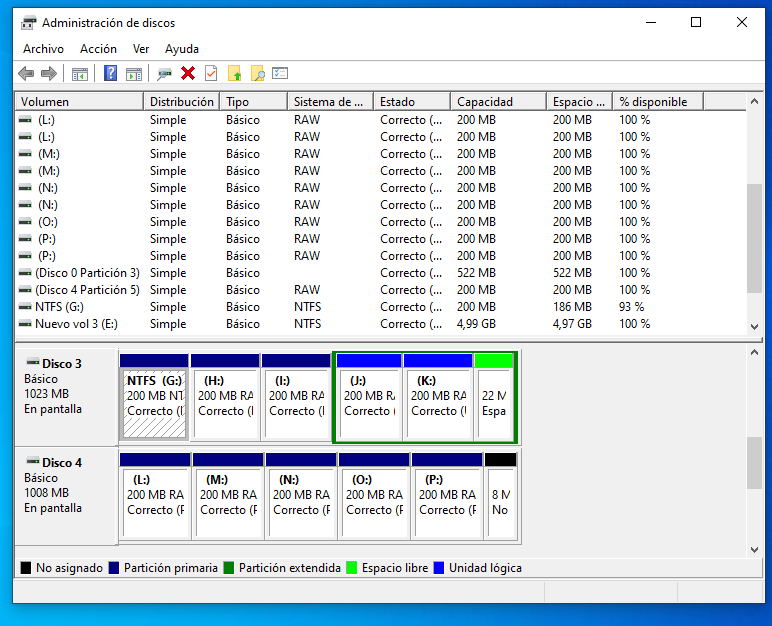 Administración de discos
Archivo Acción Ver Ayuda
Volumen Distribución Tipo Sistema de ... Estado Capacidad Espacio ... % disponible
(L:) Simple Básico RAW Correcto (... 200 MB 200 MB 100 %
(L:) Simple Básico RAW Correcto (... 200 MB 200 MB 100 %
(M:) Simple Básico RAW Correcto (... 200 MB 200 MB 100 %
(M:) Simple Básico RAW Correcto (... 200 MB 200 MB 100 %
(N:) Simple Básico RAW Correcto (... 200 MB 200 MB 100 %
(N:) Simple Básico RAW Correcto (... 200 MB 200 MB 100 %
(O:) Simple Básico RAW Correcto (... 200 MB 200 MB 100 %
(P:) Simple Básico RAW Correcto (... 200 MB 200 MB 100 %
(P:) Simple Básico RAW Correcto (... 200 MB 200 MB 100 %
(Disco 0 Partición 3) Simple Básico Correcto (... 522 MB 522 MB 100 %
(Disco 4 Partición 5) Simple Básico RAW Correcto (... 200 MB 200 MB 100 %
NTFS (G:) Simple Básico NTFS Correcto (... 200 MB 186 MB 93 %
Nuevo vol 3 (E:) Simple Básico NTFS Correcto (... 4,99 GB 4,97 GB 100 %
Disco 3
Básico
1023 MB
En pantalla
NTFS (G:)
200 MB NT
Correcto (
(H:)
200 MB RA
Correcto (
(I:)
200 MB RA
Correcto (
(J:)
200 MB RA
Correcto (
(K:)
200 MB RA
Correcto (
22 M
Espa
Disco 4
Básico
1008 MB
En pantalla
(L:)
200 MB RA
Correcto (P
(M:)
200 MB RA
Correcto (P
(N:)
200 MB RA
Correcto (P
(O:)
200 MB RA
Correcto (P
(P:)
200 MB RA
Correcto (P
8 M
No
No asignado Partición primaria Partición extendida Espacio libre Unidad lógica